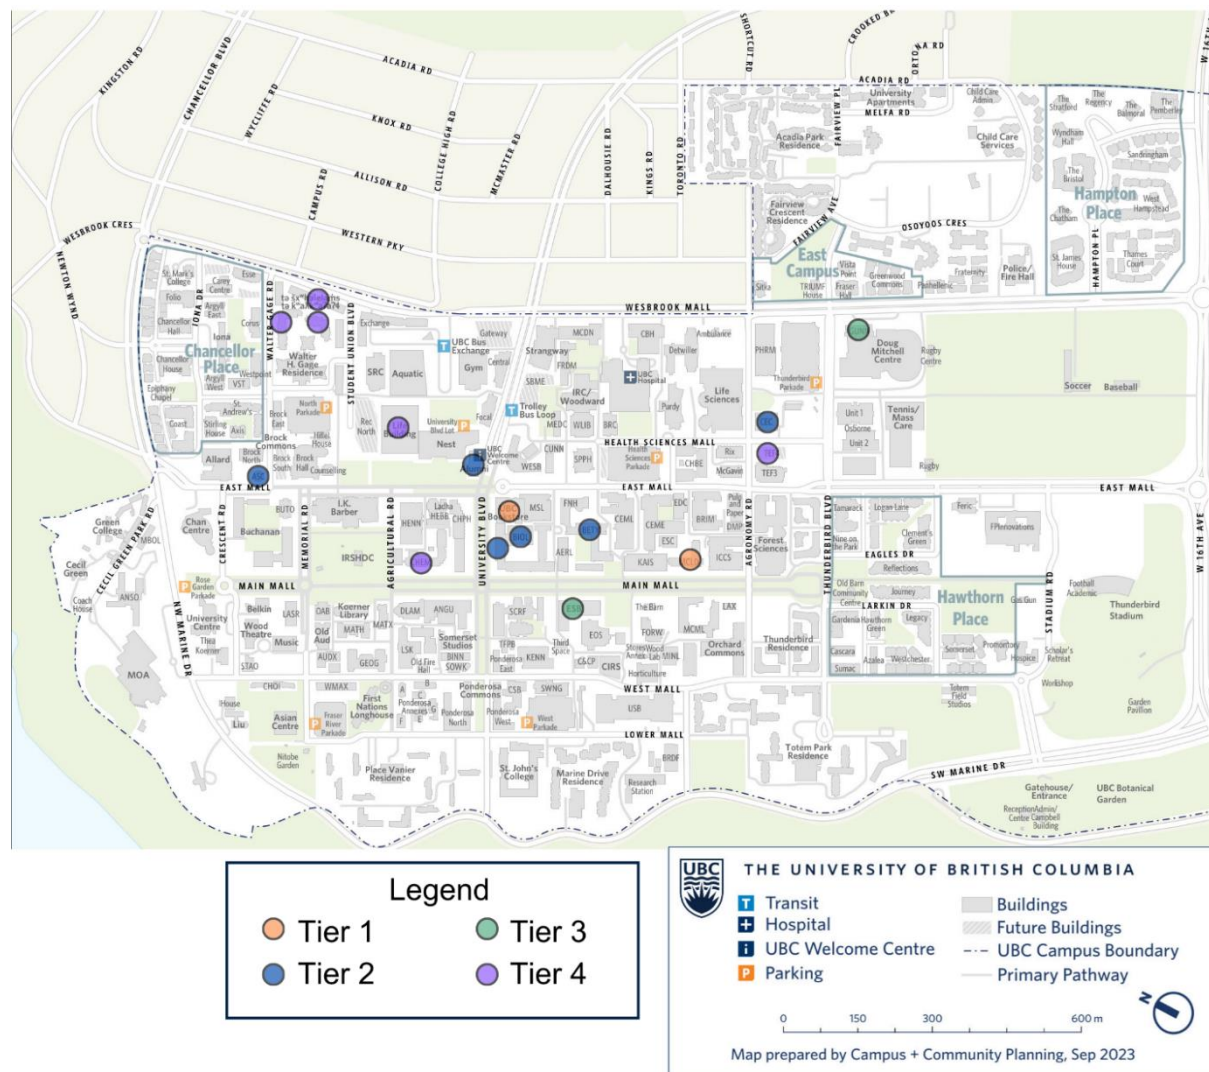 KINGSTON RD
CHANCELLOR BLVD
WYCLIFFE RD
ACADIA RD
KNOX RD
ALLISON RD
CAMPUS RD
COLLEGE HIGH RD
MCMASTER RD
WESTERN PKY
DALHOUSIE RD
KINGS RD
TORONTO RD
SHORTCUT RD
ACADIA RD
University
Apartments
MELFA RD
FAIRVIEW PL
Acadia Park
Residence
Child Care
Admin
Child Care
Services
The
Stratford
The
Regency
The
Balmoral
The
Pemberley
Wyndham
Hall
Sandringham
The
Bristol
Hampton
Place
West
Hampstead
The
Chatham
HAMPTON PL
St. James
House
Thames
Court
Fairview
Crescent
Residence
FAIRVIEW AVE
OSOYOOS CRES
East
Campus
Vista
Point
Sitka
TRIUMF
House
Fraser
Hall
Greenwood
Commons
Fraternity
Panhellenic
Police/
Fire Hall
WESBROOK CRES
NEWTON WYND
WESBROOK MALL
St. Mark's
College
Carey
Centre
Esse
Folio
IONA DR
Argyll
East
Corus
Chancellor
Hall
Iona
Chancellor
Place
Chancellor
House
Argyll
West
VST
Westpoint
Epiphany
Chapel
St.
Andrew's
Coast
Stirling
House
Axis
WALTER GAGE RD
Walter
H. Gage
Residence
North
Parkade
STUDENT UNION BLVD
Exchange
SRC
Aquatic
UBC Bus
Exchange
Gateway
Gym
Central
Strangway
MCDN
FRDM
SBME
CBH
Ambulance
Detwiller
UBC
Hospital
IRC/
Woodward
Trolley
Bus Loop
MEDC
WLIB
BRC
Purdy
Life
Sciences
PHRM
Thunderbird
Parkade
Doug
Mitchell
Centre
Rugby
Centre
Soccer
Baseball
Unit 1
Osborne
Unit 2
Tennis/
Mass
Care
Rugby
Allard
Brock
Commons
Brock
East
Brock
North
Brock
South
Brock
Hall
Hillel
House
Counselling
Rec
North
Life
Building
University
Blvd Lot
Nest
Focal
UBC
Welcome
Centre
Alumni
CUNN
WESB
SPPH
HEALTH SCIENCES MALL
Health
Sciences
Parkade
CHBE
Rix
McGavin
TEF3
EAST MALL
EAST MALL
EAST MALL
W 16TH AVE
Green
College
CECIL GREEN PARK RD
MBOL
Cecil
Green
Coach
House
ANSO
Chan
Centre
CRESCENT RD
Buchanan
BUTO
MEMORIAL RD
I.K.
Barber
IRSHDC
AGRICULTURAL RD
HENN
Lasha
HEBB
CHPH
UNIVERSITY BLVD
UBC
Bookstore
MSL
BIOL
FNH
AERL
CEML
CEME
EDC
BRIM
Pulp
and
Paper
DMP
ESC
KAIS
ICCS
AGRONOMY RD
Forest
Sciences
THUNDERBIRD BLVD
Tamarack
Logan Lane
Nine on
the Park
Clement's
Green
EAGLES DR
Reflections
Feric
FPInnovations
MAIN MALL
MAIN MALL
Old Barn
Community
Centre
Journey
LARKIN DR
Gardenia
Hawthorn
Green
Legacy
Hawthorn
Place
Cascara
Sumac
Azalea
Westchester
Somerset
Promontory
Hospice
STADIUM RD
Football
Academic
Thunderbird
Stadium
Scholar's
Retreat
Workshop
Garden
Pavilion
Totem
Field
Studios
Rose
Garden
Parkade
University
Centre
Thea
Koerner
NW MARINE DR
MOA
Belkin
Wood
Theatre
LASR
Music
STAO
OAB
Old
Aud
AUDX
Koerner
Library
MATH
MATX
GEOG
DLAM
ANGU
LSK
Old Fire
Hall
Somerset
Studios
BINN
SOWK
SCRF
TFPB
Ponderosa
East
KENN
ESB
Third
Space
EOS
C&CP
CIRS
The Barn
FORW
MCML
LAX
Stores
Annex
Wood
Lab
Horticulture
Orchard
Commons
Thunderbird
Residence
WEST MALL
CHOI
WMAX
House
Liu
Asian
Centre
Nitobe
Garden
Fraser
River
Parkade
First
Nations
Longhouse
A
B
C
E
F
G
Ponderosa
Annexes
Ponderosa
North
Ponderosa
Commons
CSB
SWNG
Ponderosa
West
West
Parkade
USB
LOWER MALL
Place Vanier
Residence
St. John's
College
Marine Drive
Residence
BRDF
Research
Station
Totem Park
Residence
SW MARINE DR
Gatehouse/
Entrance
UBC Botanical
Garden
Reception
Centre
Admin/
Campbell
Building
Legend
Tier 1
Tier 2
Tier 3
Tier 4
UBC
THE UNIVERSITY OF BRITISH COLUMBIA
T Transit
Hospital
i UBC Welcome Centre
P Parking
Buildings
Future Buildings
UBC Campus Boundary
Primary Pathway
0 150 300 600 m
N
Map prepared by Campus + Community Planning, Sep 2023